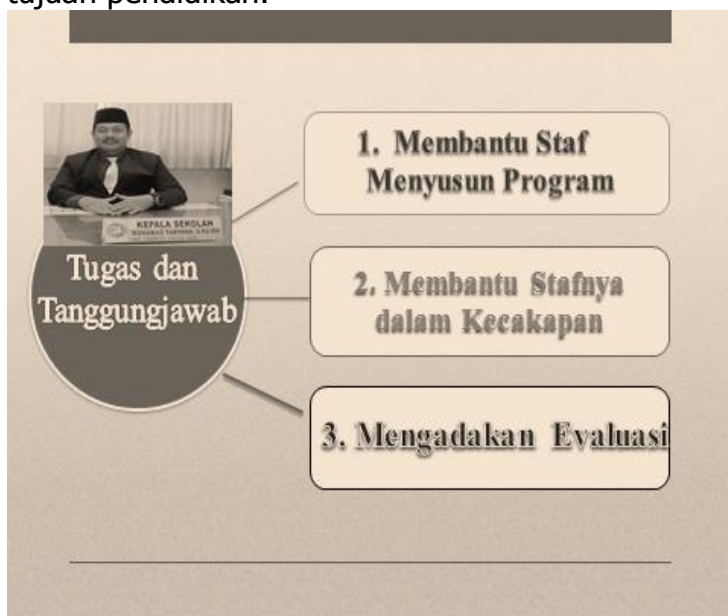 tujuan pendidikan.
KEPALA SEKOLAH
Tugas dan
Tanggungjawab
1. Membantu Staf
Menyusun Program
2. Membantu Stafnya
dalam Kecakapan
3. Mengadakan Evaluasi